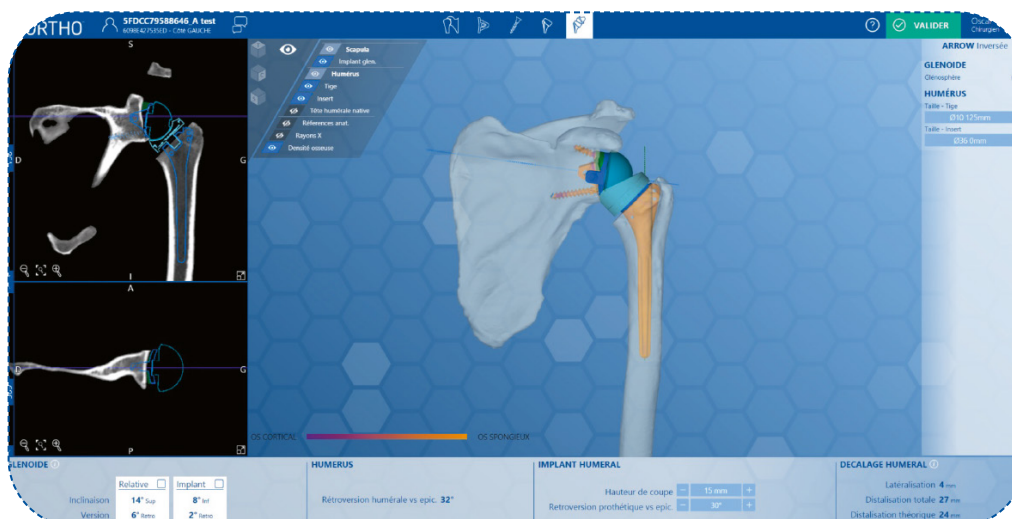 ORTHO
5FDCC79588646_A test
- Côté GAUCHE
VALIDER
Chirurgien
ARROW Inversée
GLENOIDE
Glénosphère
HUMÉRUS
Taille - Tige
Ø10 125mm
Taille - Insert
Ø36 0mm
Scapula
Implant glen.
Humérus
Tige
Insert
Tête humérale native
Réferences anat.
Rayons X
Densité osseuse
S
D
G
I
A
D
G
P
OS CORTICAL
OS SPONGIEUX
GLENOIDE
Relative
Implant
Inclinaison
14° Sup
8° Inf
Version
6° Retro
2° Retro
HUMERUS
Rétroversion humérale vs epic. 32°
IMPLANT HUMERAL
Hauteur de coupe
- 15 mm +
Retroversion prothétique vs epic.
- 30° +
DECALAGE HUMERAL
Latéralisation 4 mm
Distalisation totale 27 mm
Distalisation théorique 24 mm